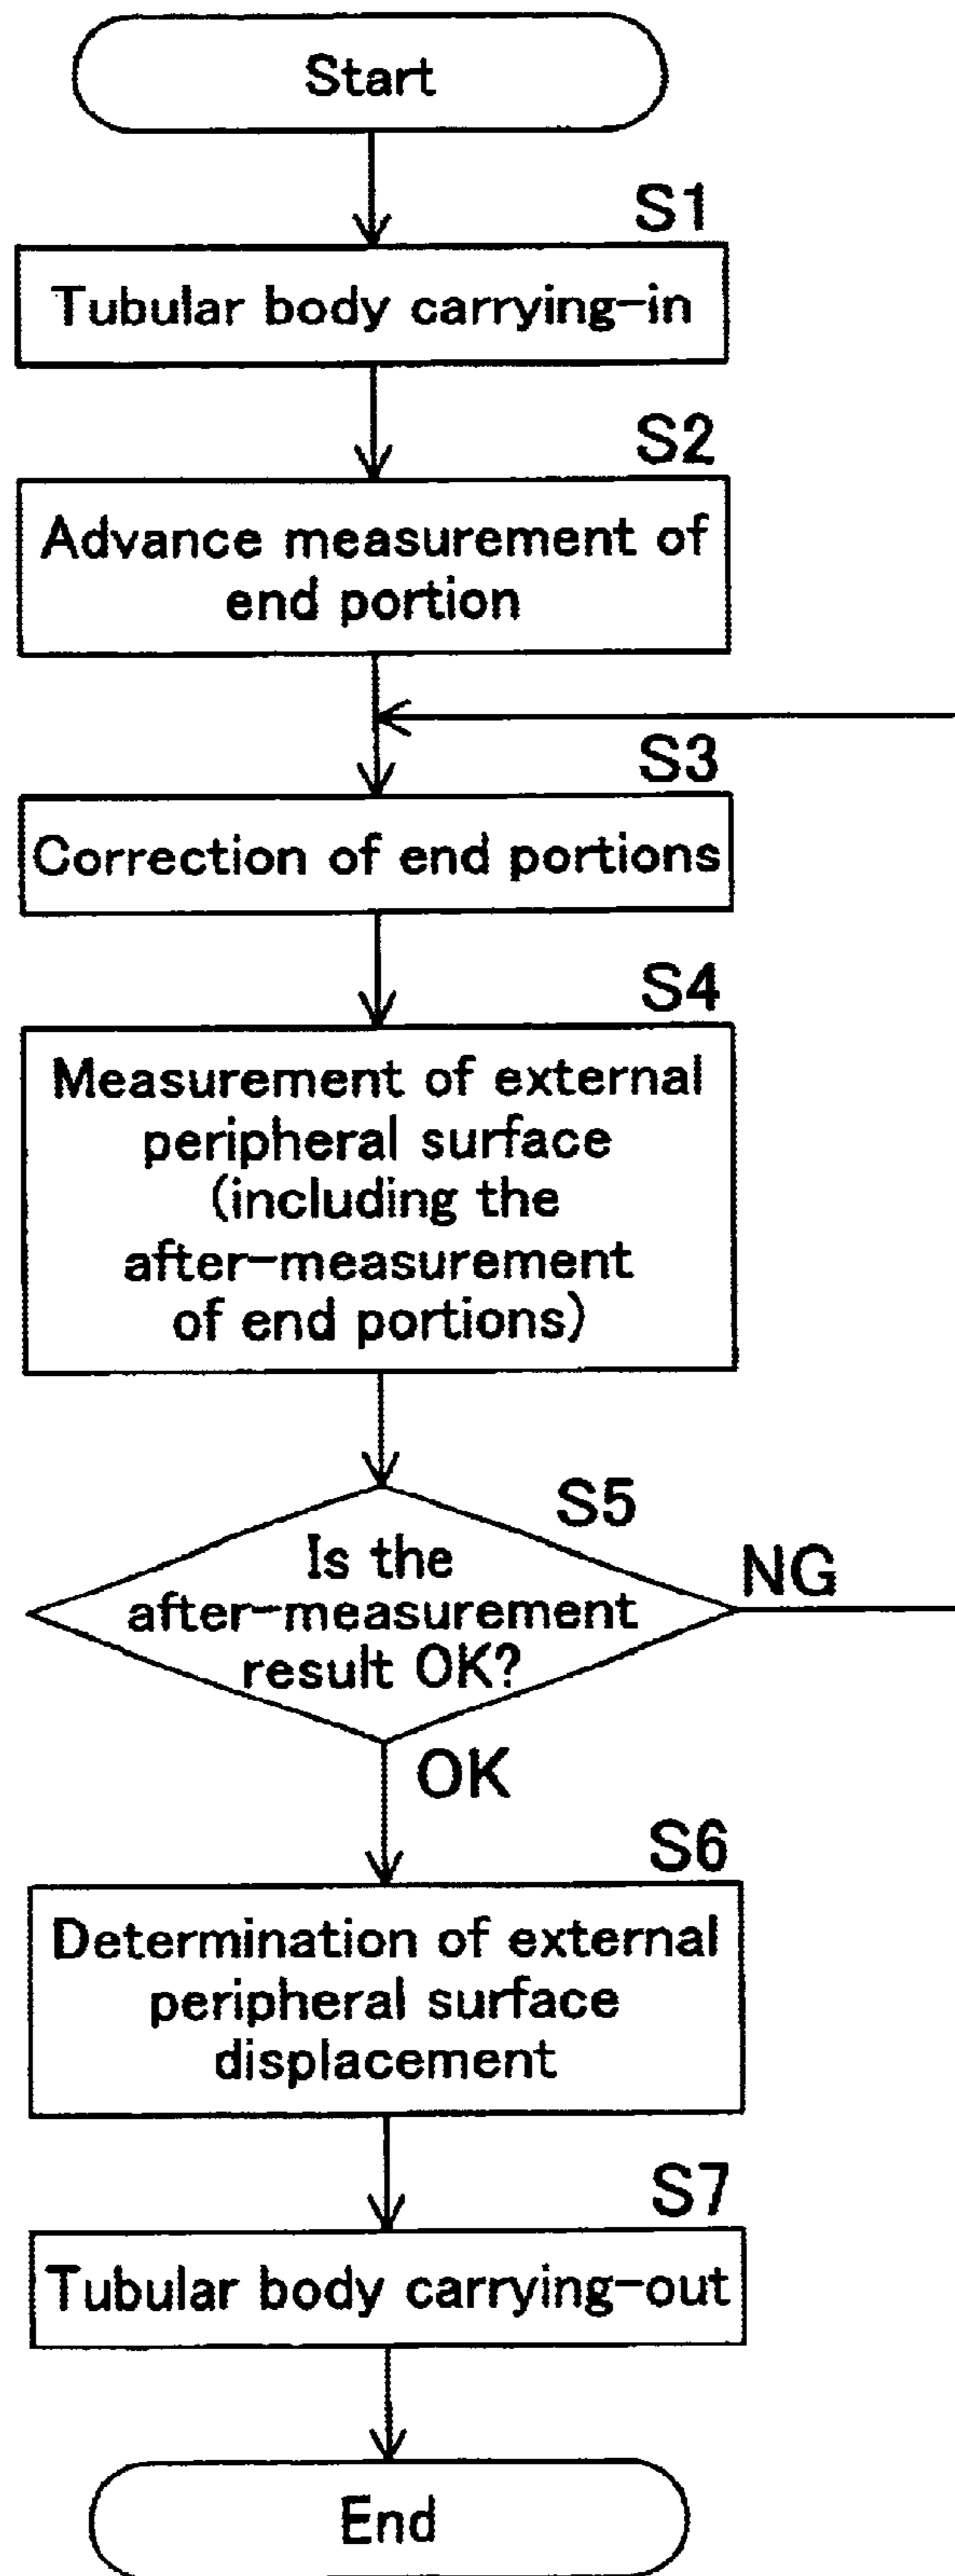 Start
S1
Tubular body carrying-in
S2
Advance measurement of
end portion
S3
Correction of end portions
S4
Measurement of external
peripheral surface
(including the
after-measurement
of end portions)
S5
Is the
after-measurement
result OK?
NG
OK
S6
Determination of external
peripheral surface
displacement
S7
Tubular body carrying-out
End